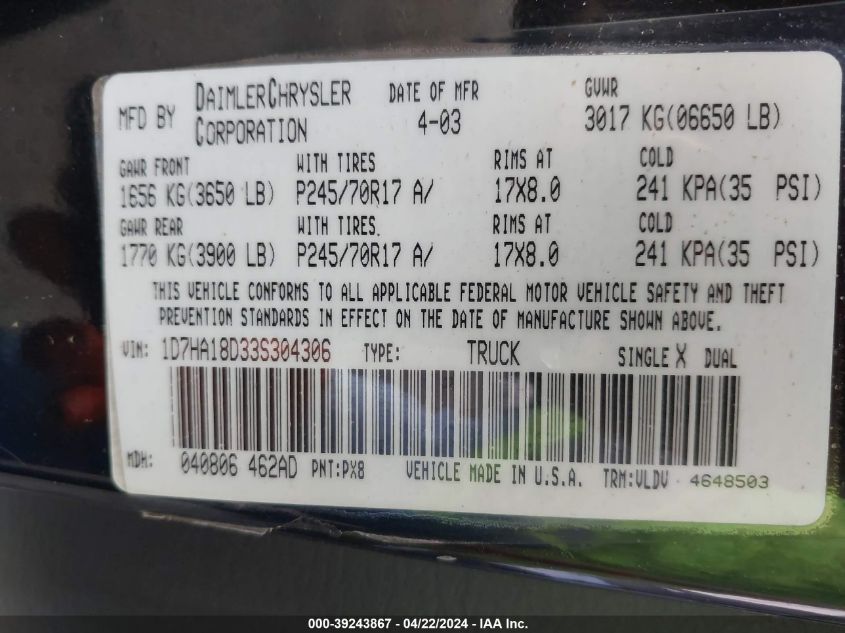 MFD BY DAIMLERCHRYSLER CORPORATION DATE OF MFR 4-03 GVWR 3017 KG(06650 LB)
GAWR FRONT WITH TIRES RIMS AT COLD
1656 KG(3650 LB) P245/70R17 A/ 17X8.0 241 KPA(35 PSI)
GAWR REAR WITH TIRES RIMS AT COLD
1770 KG(3900 LB) P245/70R17 A/ 17X8.0 241 KPA(35 PSI)
THIS VEHICLE CONFORMS TO ALL APPLICABLE FEDERAL MOTOR VEHICLE SAFETY AND THEFT
PREVENTION STANDARDS IN EFFECT ON THE DATE OF MANUFACTURE SHOWN ABOVE.
VIN: 1D7HA18D33S304306 TYPE: TRUCK SINGLE X DUAL
MDH: 040806 462AD PNT:PX8 VEHICLE MADE IN U.S.A. TRM:VLDV 4648503
000-39243867 - 04/22/2024 - IAA Inc.